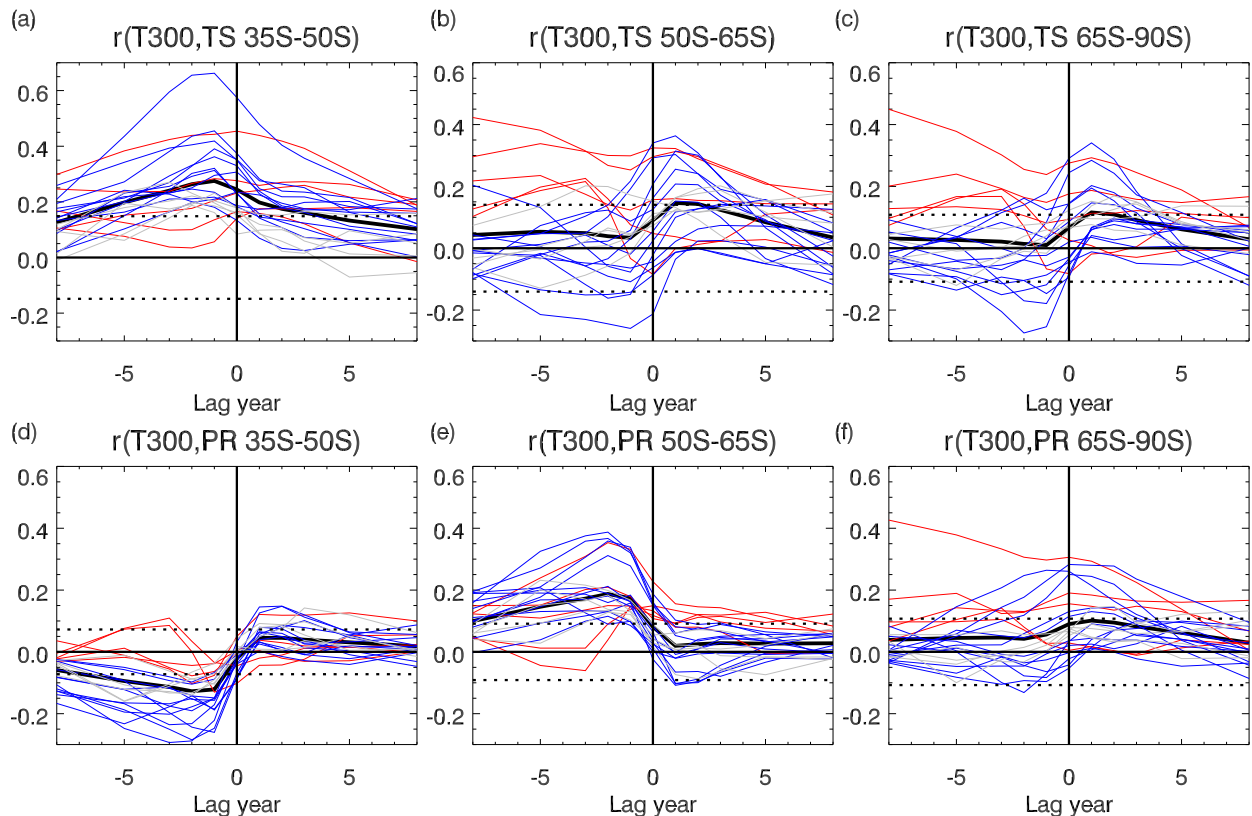 (a)
r(T300,TS 35S-50S)
0.6
0.4
0.2
0.0
-0.2
-5
0
5
Lag year
(b)
r(T300,TS 50S-65S)
0.6
0.4
0.2
0.0
-0.2
-5
0
5
Lag year
(c)
r(T300,TS 65S-90S)
0.6
0.4
0.2
0.0
-0.2
-5
0
5
Lag year
(d)
r(T300,PR 35S-50S)
0.6
0.4
0.2
0.0
-0.2
-5
0
5
Lag year
(e)
r(T300,PR 50S-65S)
0.6
0.4
0.2
0.0
-0.2
-5
0
5
Lag year
(f)
r(T300,PR 65S-90S)
0.6
0.4
0.2
0.0
-0.2
-5
0
5
Lag year